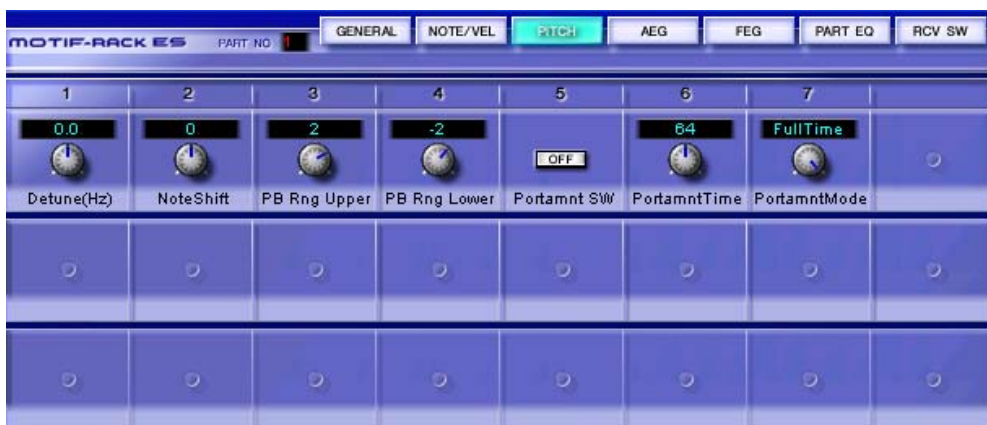 GENERAL NOTE/VEL PITCH AEG FEG PART EQ RCV SW
MOTIF-RACK ES PART NO 1
1 2 3 4 5 6 7
0.0 0 2 -2 64 FullTime
OFF
Detune(Hz) NoteShift PB Rng Upper PB Rng Lower Portamnt SW PortamntTime PortamntMode